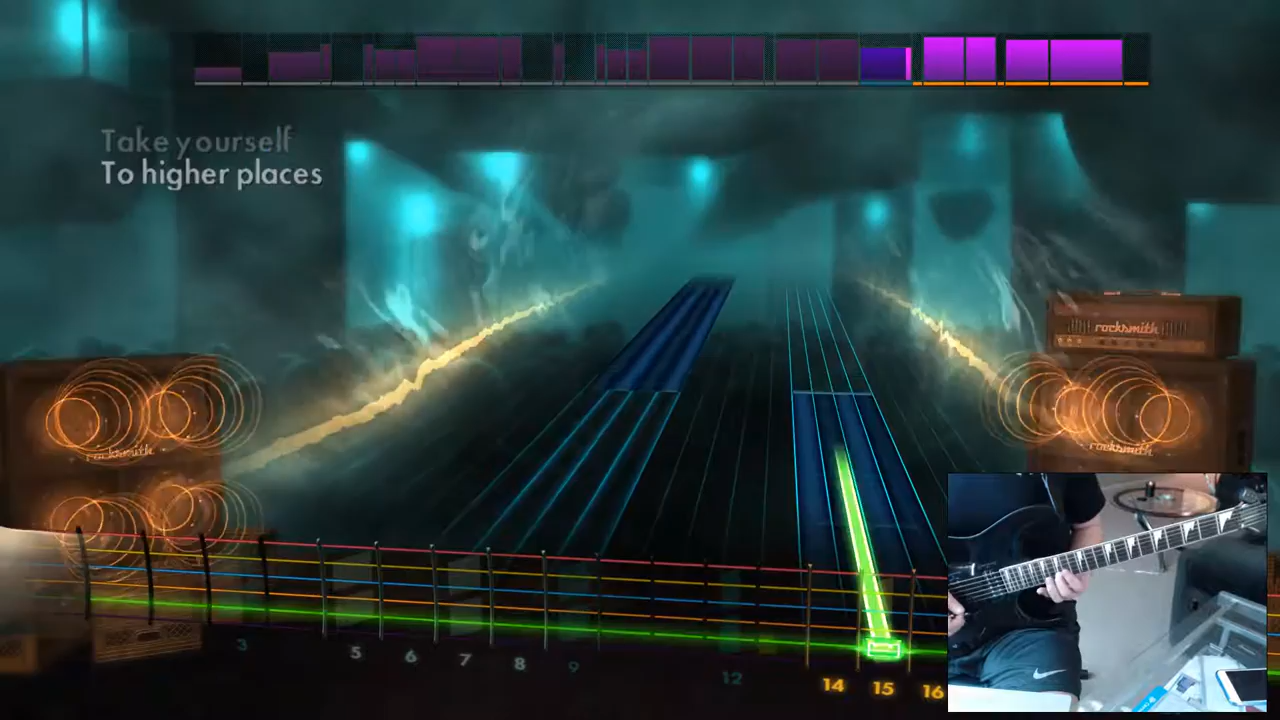 Take yourself
To higher places
rocksmith
rocksmith
rocksmith
3 5 6 7 8 9 12 14 15 16